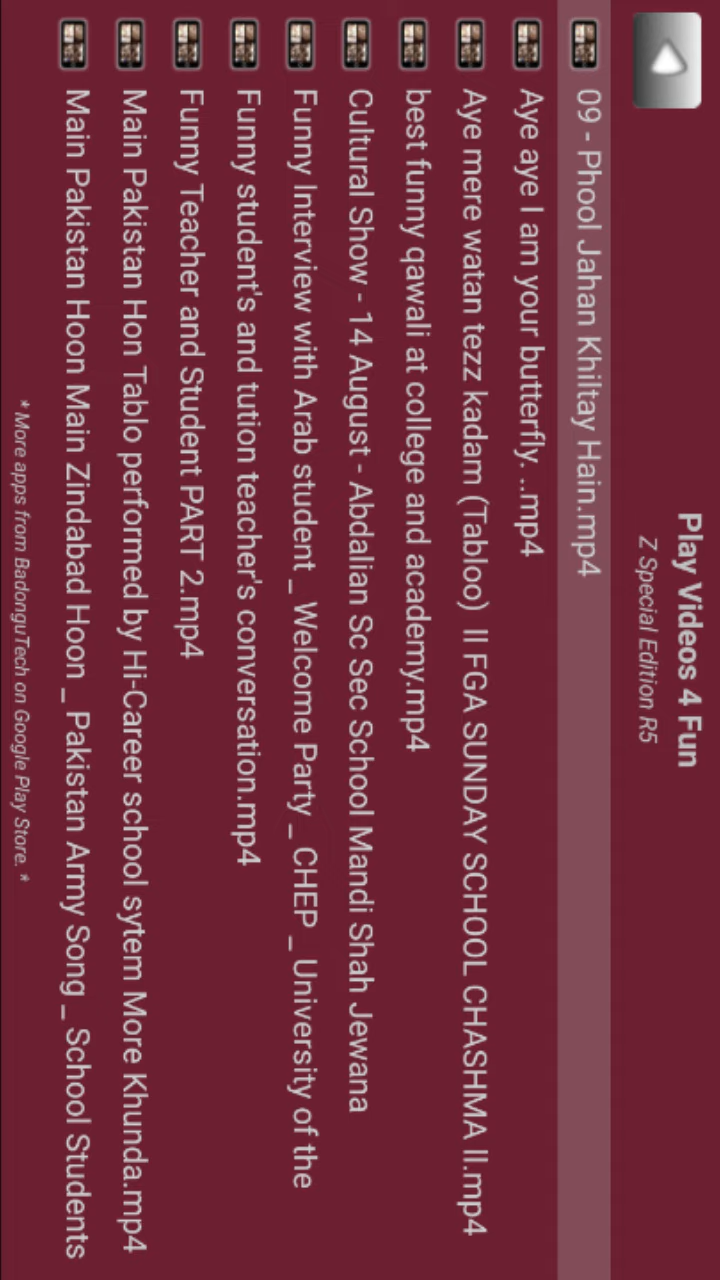 Play Videos 4 Fun
Z Special Edition R5
09 - Phool Jahan Khiltay Hain.mp4
Aye aye I am your butterfly. ..mp4
Aye mere watan tezz kadam (Tabloo) II FGA SUNDAY SCHOOL CHASHMA II.mp4
best funny qawali at college and academy.mp4
Cultural Show - 14 August - Abdalian Sc Sec School Mandi Shah Jewana
Funny Interview with Arab student _ Welcome Party _ CHEP _ University of the
Funny student's and tution teacher's conversation.mp4
Funny Teacher and Student PART 2.mp4
Main Pakistan Hon Tablo performed by Hi-Career school sytem More Khunda.mp4
Main Pakistan Hoon Main Zindabad Hoon _ Pakistan Army Song _ School Students
* More apps from BadonguTech on Google Play Store. *